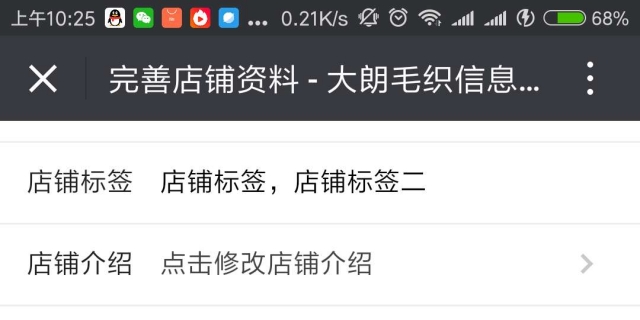 上午10:25 ... 0.21K/s 68%
完善店铺资料 - 大朗毛织信息...
店铺标签 店铺标签，店铺标签二
店铺介绍 点击修改店铺介绍